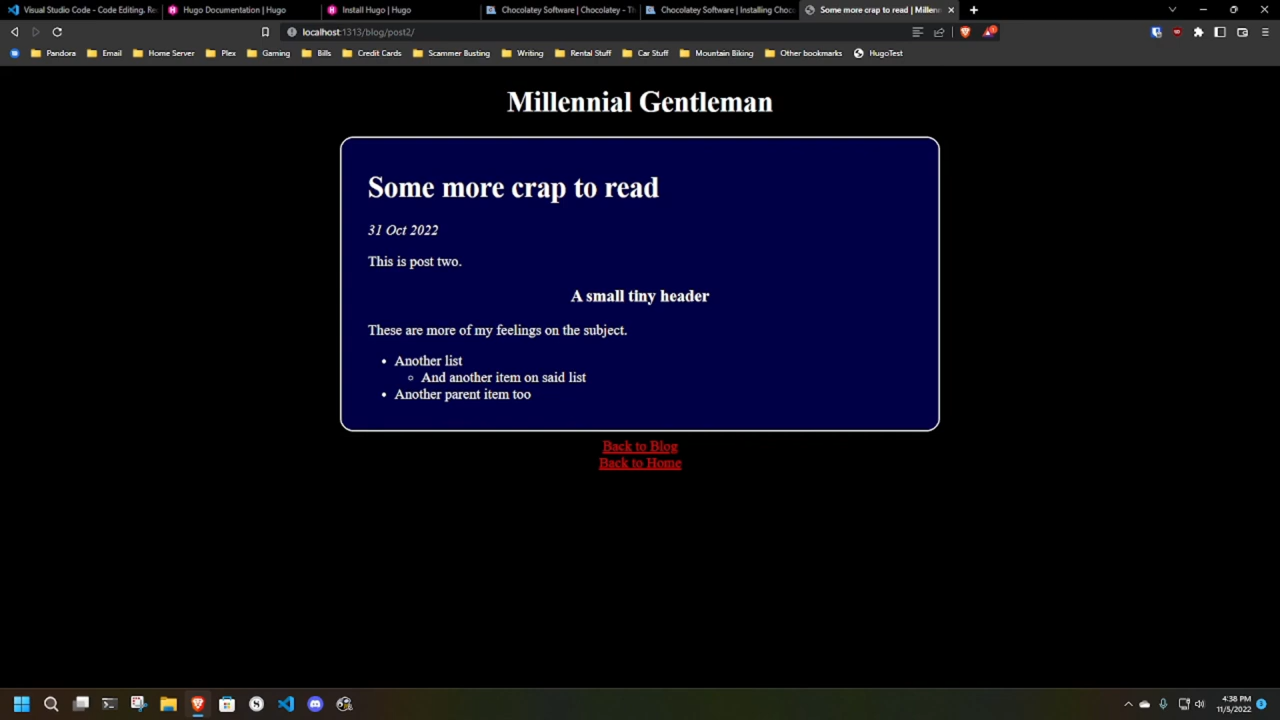 Visual Studio Code - Code Editing. Re
Hugo Documentation | Hugo
Install Hugo | Hugo
Chocolatey Software | Chocolatey - Th
Chocolatey Software | Installing Choco
Some more crap to read | Millenn
localhost:1313/blog/post2/
Pandora
Email
Home Server
Plex
Gaming
Bills
Credit Cards
Scammer Busting
Writing
Rental Stuff
Car Stuff
Mountain Biking
Other bookmarks
HugoTest
Millennial Gentleman
Some more crap to read
31 Oct 2022
This is post two.
A small tiny header
These are more of my feelings on the subject.
Another list
And another item on said list
Another parent item too
Back to Blog
Back to Home
4:38 PM
11/5/2022